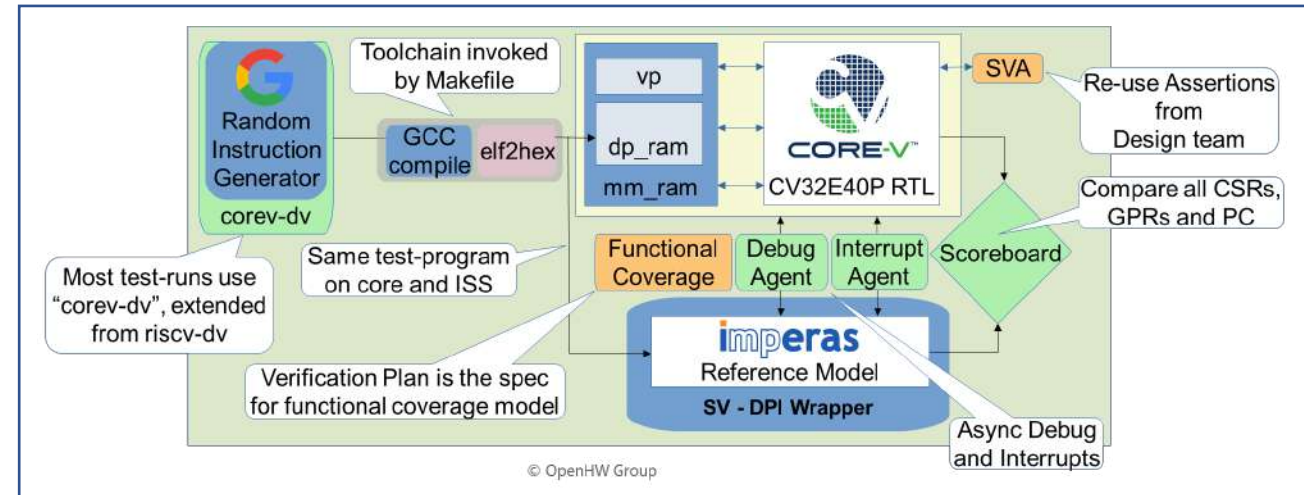 Toolchain invoked
by Makefile
Random
Instruction
Generator
corev-dv
GCC
compile
elf2hex
vp
dp_ram
mm_ram
CORE-V™
CV32E40P RTL
SVA
Re-use Assertions
from
Design team
Compare all CSRs,
GPRs and PC
Scoreboard
Most test-runs use
“corev-dv”, extended
from riscv-dv
Same test-program
on core and ISS
Functional
Coverage
Debug
Agent
Interrupt
Agent
imperas
Reference Model
SV - DPI Wrapper
Verification Plan is the spec
for functional coverage model
Async Debug
and Interrupts
© OpenHW Group